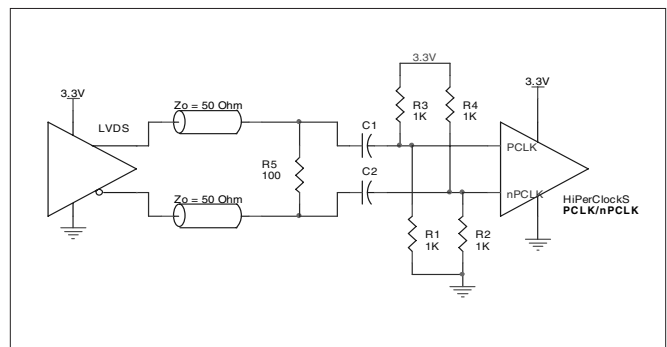 3.3V
3.3V
3.3V
Zo = 50 Ohm
LVDS
R3
1K
R4
1K
C1
PCLK
R5
100
C2
Zo = 50 Ohm
nPCLK
HiPerClockS
PCLK/nPCLK
R1
1K
R2
1K